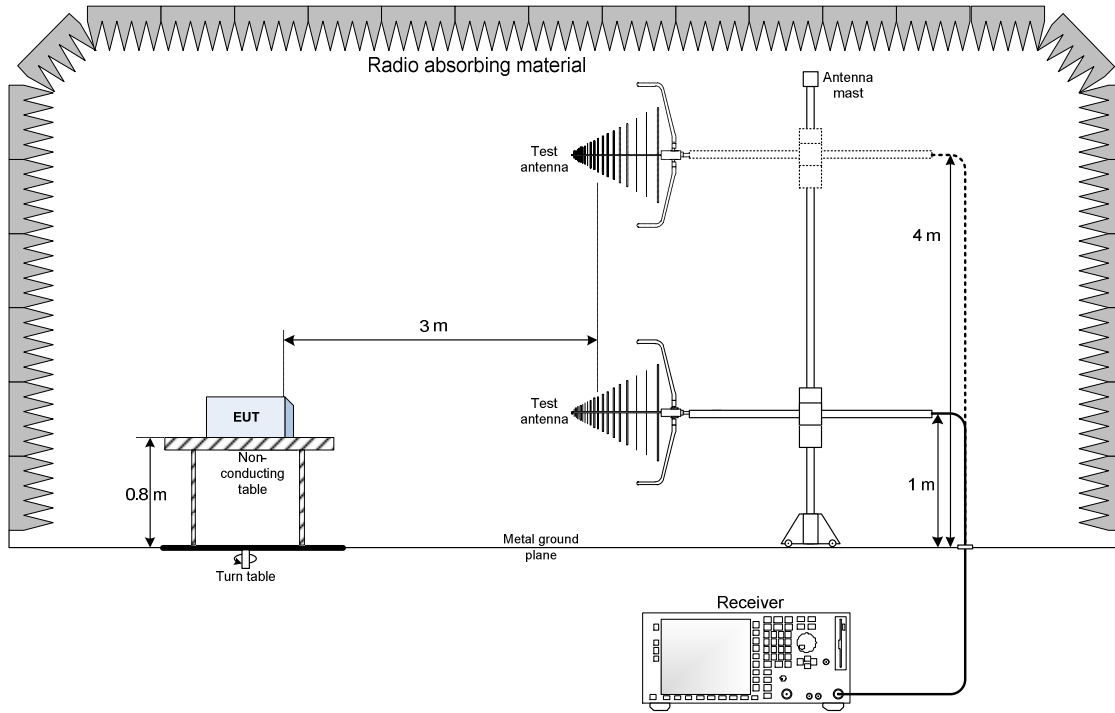 Radio absorbing material
Antenna
mast
Test
antenna
4 m
3 m
Test
antenna
EUT
Non-
conducting
table
0.8 m
1 m
Metal ground
plane
Turn table
Receiver